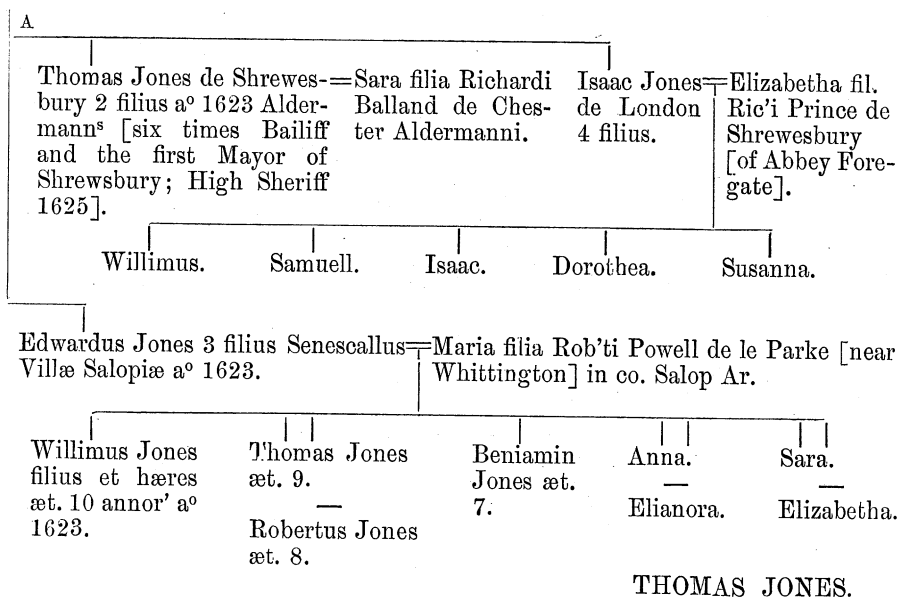 A
Thomas Jones de Shrewes-
bury 2 filius aº 1623 Alder-
mannˢ [six times Bailiff
and the first Mayor of
Shrewsbury; High Sheriff
1625].
=Sara filia Richardi
Balland de Ches-
ter Aldermanni.
Isaac Jones
de London
4 filius.
=Elizabetha fil.
Ric'i Prince de
Shrewesbury
[of Abbey Fore-
gate].
Willimus. Samuell. Isaac. Dorothea. Susanna.
Edwardus Jones 3 filius Senescallus
Villæ Salopiæ aº 1623.
=Maria filia Rob'ti Powell de le Parke [near
Whittington] in co. Salop Ar.
Willimus Jones
filius et hæres
æt. 10 annor' aº
1623.
Thomas Jones
æt. 9.
—
Robertus Jones
æt. 8.
Beniamin
Jones æt.
7.
Anna.
—
Elianora.
Sara.
—
Elizabetha.
THOMAS JONES.